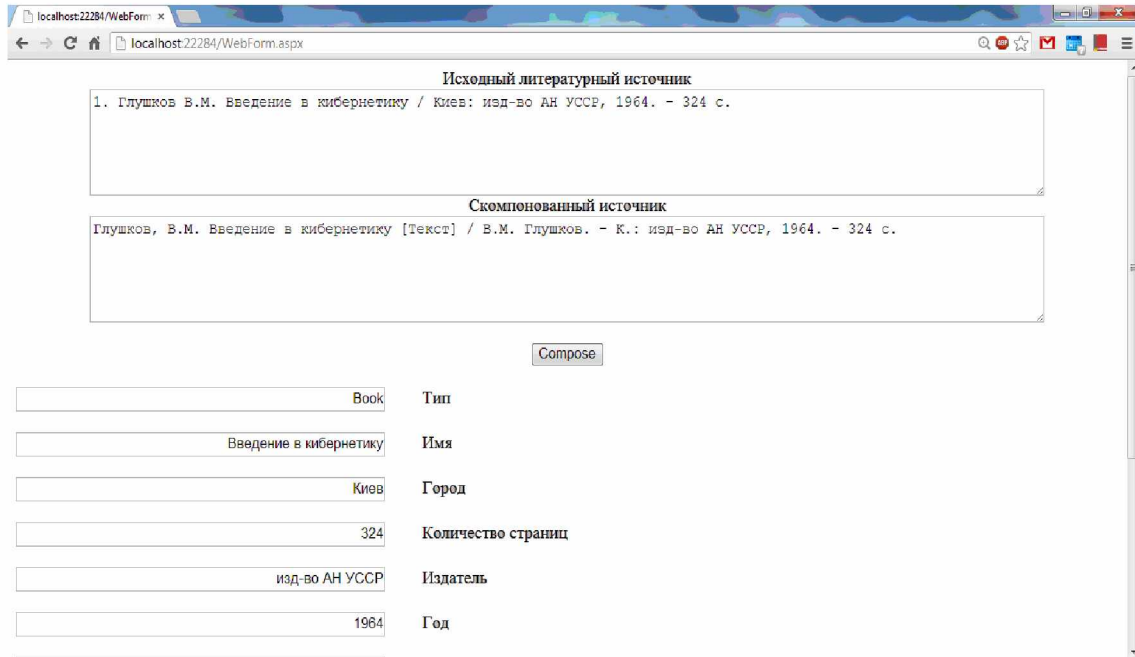 localhost:22284/WebForm
localhost:22284/WebForm.aspx
Исходный литературный источник
1. Глушков В.М. Введение в кибернетику / Киев: изд-во АН УССР, 1964. - 324 с.
Скомпонованный источник
Глушков, В.М. Введение в кибернетику [Текст] / В.М. Глушков. - К.: изд-во АН УССР, 1964. - 324 с.
Compose
Book Тип
Введение в кибернетику Имя
Киев Город
324 Количество страниц
изд-во АН УССР Издатель
1964 Год